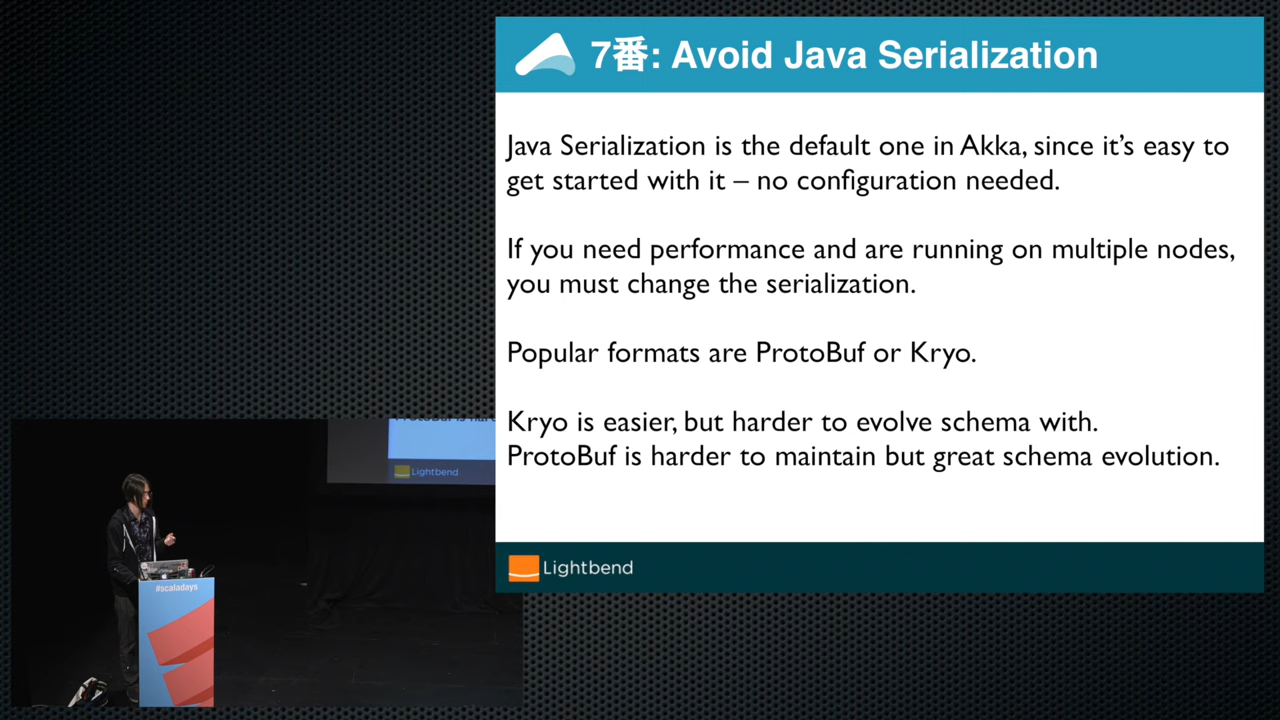 7番: Avoid Java Serialization
Java Serialization is the default one in Akka, since it’s easy to
get started with it – no configuration needed.
If you need performance and are running on multiple nodes,
you must change the serialization.
Popular formats are ProtoBuf or Kryo.
Kryo is easier, but harder to evolve schema with.
ProtoBuf is harder to maintain but great schema evolution.
Lightbend
Lightbend
#scaladays